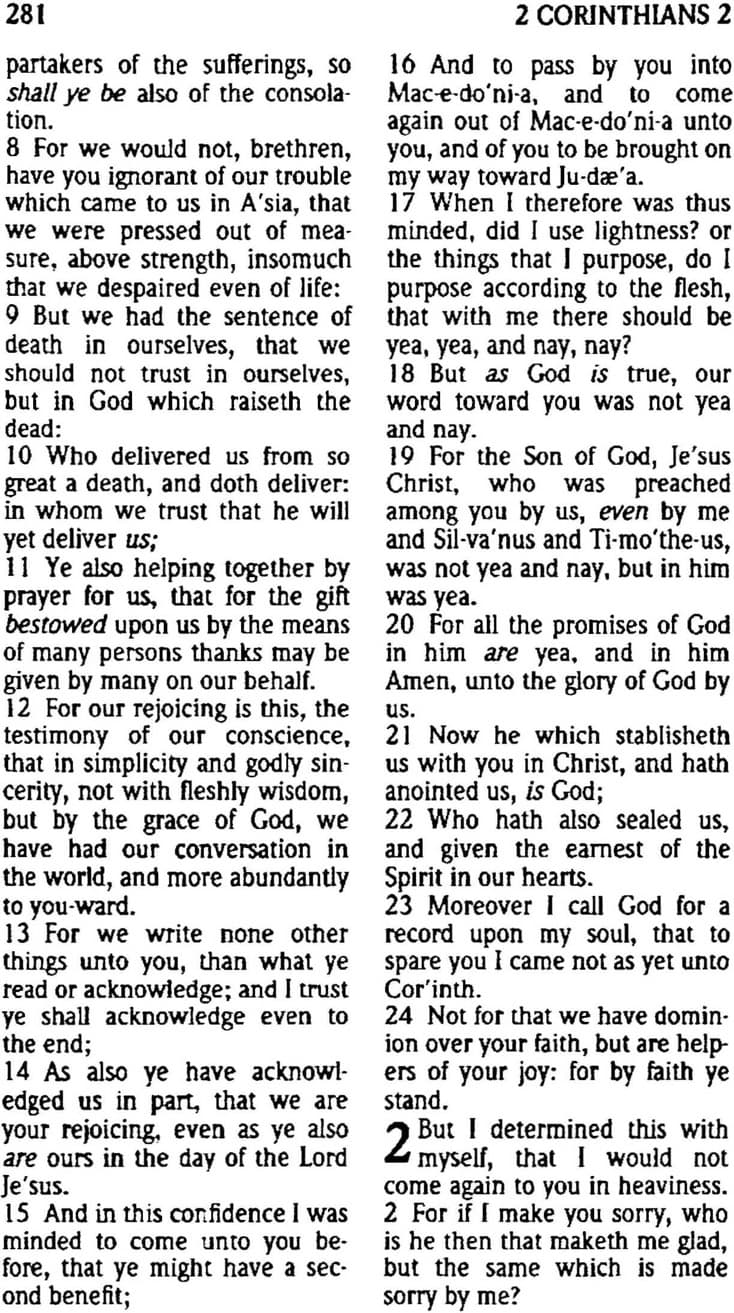 281
2 CORINTHIANS 2
partakers of the sufferings, so
shall ye be also of the consola-
tion.
8 For we would not, brethren,
have you ignorant of our trouble
which came to us in A'sia, that
we were pressed out of mea-
sure, above strength, insomuch
that we despaired even of life:
9 But we had the sentence of
death in ourselves, that we
should not trust in ourselves,
but in God which raiseth the
dead:
10 Who delivered us from so
great a death, and doth deliver:
in whom we trust that he will
yet deliver us;
11 Ye also helping together by
prayer for us, that for the gift
bestowed upon us by the means
of many persons thanks may be
given by many on our behalf.
12 For our rejoicing is this, the
testimony of our conscience,
that in simplicity and godly sin-
cerity, not with fleshly wisdom,
but by the grace of God, we
have had our conversation in
the world, and more abundantly
to you-ward.
13 For we write none other
things unto you, than what ye
read or acknowledge; and I trust
ye shall acknowledge even to
the end;
14 As also ye have acknowl-
edged us in part, that we are
your rejoicing, even as ye also
are ours in the day of the Lord
Je'sus.
15 And in this confidence I was
minded to come unto you be-
fore, that ye might have a sec-
ond benefit;
16 And to pass by you into
Mac-e-do'ni-a, and to come
again out of Mac-e-do'ni-a unto
you, and of you to be brought on
my way toward Ju-dæ'a.
17 When I therefore was thus
minded, did I use lightness? or
the things that I purpose, do I
purpose according to the flesh,
that with me there should be
yea, yea, and nay, nay?
18 But as God is true, our
word toward you was not yea
and nay.
19 For the Son of God, Je'sus
Christ, who was preached
among you by us, even by me
and Sil-va'nus and Ti-mo'the-us,
was not yea and nay, but in him
was yea.
20 For all the promises of God
in him are yea, and in him
Amen, unto the glory of God by
us.
21 Now he which stablisheth
us with you in Christ, and hath
anointed us, is God;
22 Who hath also sealed us,
and given the earnest of the
Spirit in our hearts.
23 Moreover I call God for a
record upon my soul, that to
spare you I came not as yet unto
Cor'inth.
24 Not for that we have domin-
ion over your faith, but are help-
ers of your joy: for by faith ye
stand.
2 But I determined this with
myself, that I would not
come again to you in heaviness.
2 For if I make you sorry, who
is he then that maketh me glad,
but the same which is made
sorry by me?